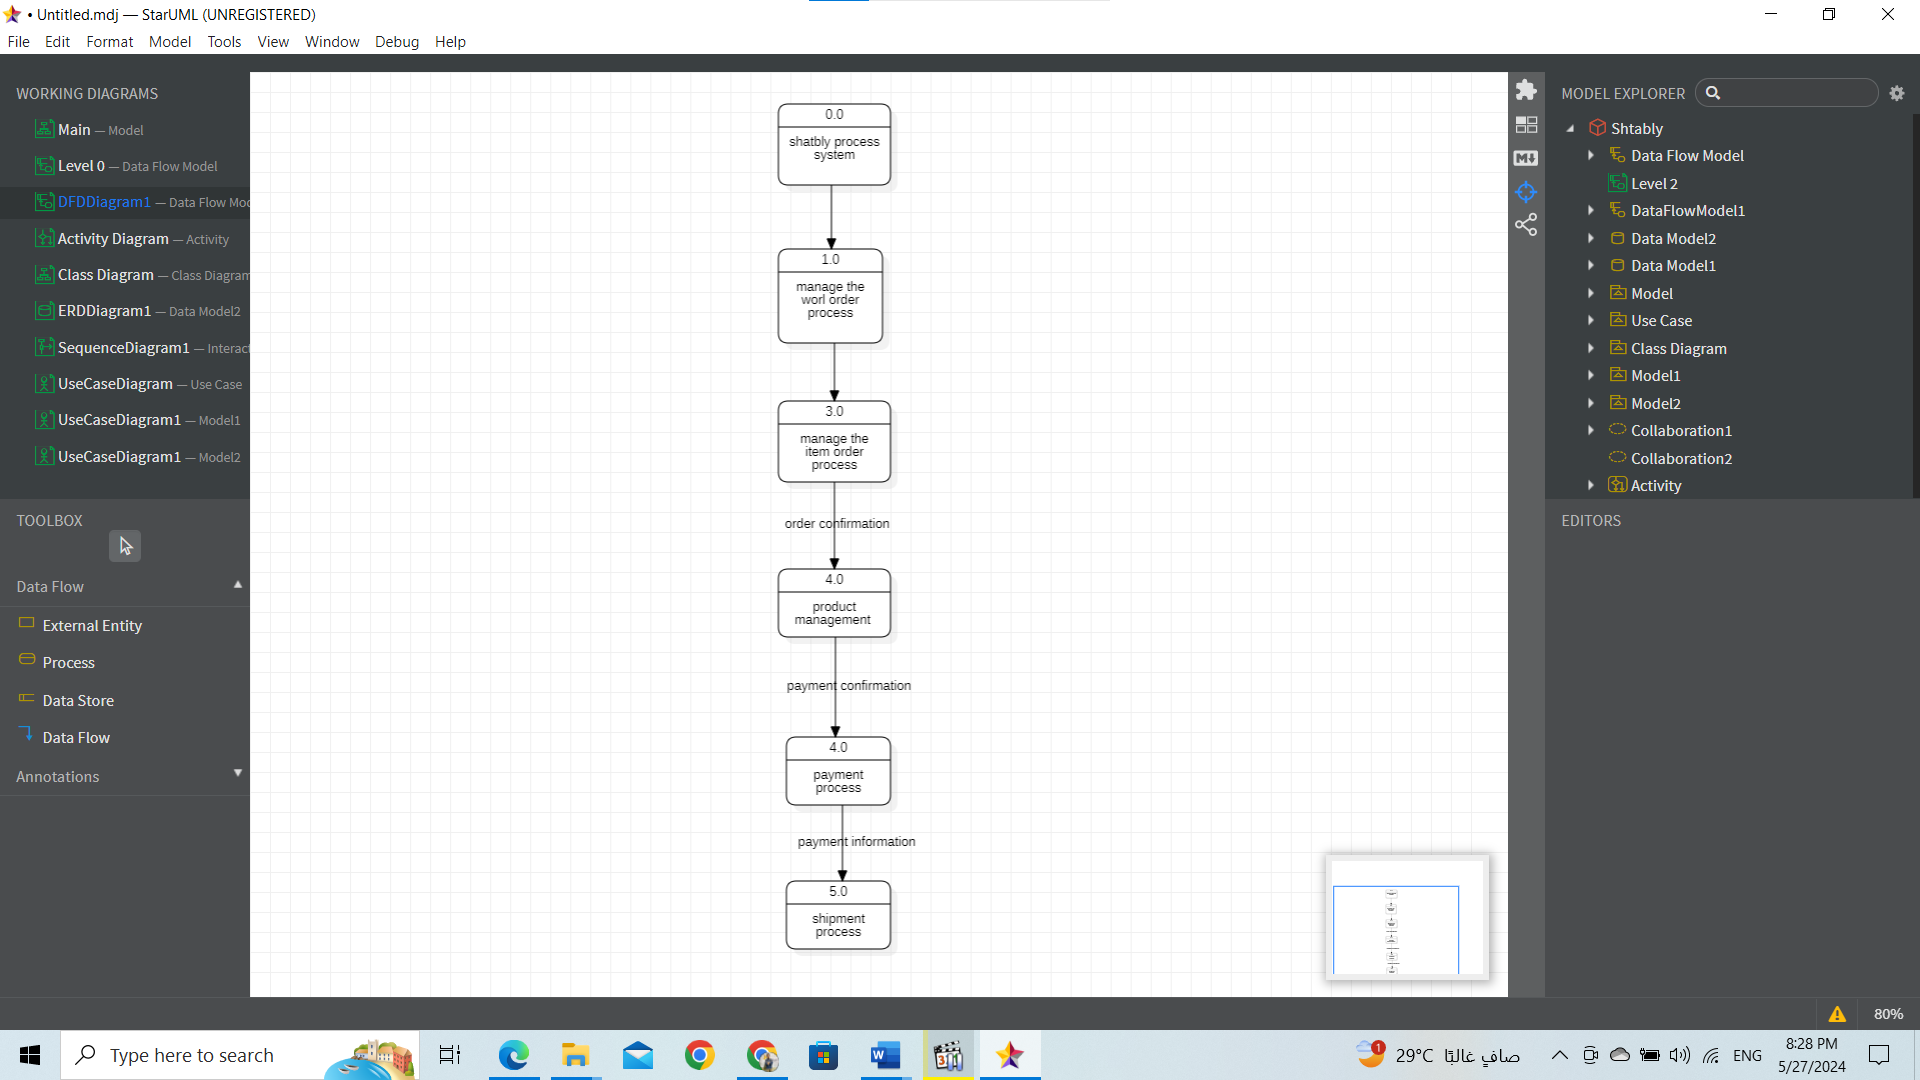 • Untitled.mdj — StarUML (UNREGISTERED)
File Edit Format Model Tools View Window Debug Help
WORKING DIAGRAMS
Main — Model
Level 0 — Data Flow Model
DFDDiagram1 — Data Flow Mod
Activity Diagram — Activity
Class Diagram — Class Diagram
ERDDiagram1 — Data Model2
SequenceDiagram1 — Interact
UseCaseDiagram — Use Case
UseCaseDiagram1 — Model1
UseCaseDiagram1 — Model2
TOOLBOX
Data Flow
External Entity
Process
Data Store
Data Flow
Annotations
0.0
shatbly process
system
1.0
manage the
worl order
process
3.0
manage the
item order
process
order confirmation
4.0
product
management
payment confirmation
4.0
payment
process
payment information
5.0
shipment
process
M↓
MODEL EXPLORER
Shtably
Data Flow Model
Level 2
DataFlowModel1
Data Model2
Data Model1
Model
Use Case
Class Diagram
Model1
Model2
Collaboration1
Collaboration2
Activity
EDITORS
80%
Type here to search
1
29°C صافٍ غالبًا
ENG
8:28 PM
5/27/2024